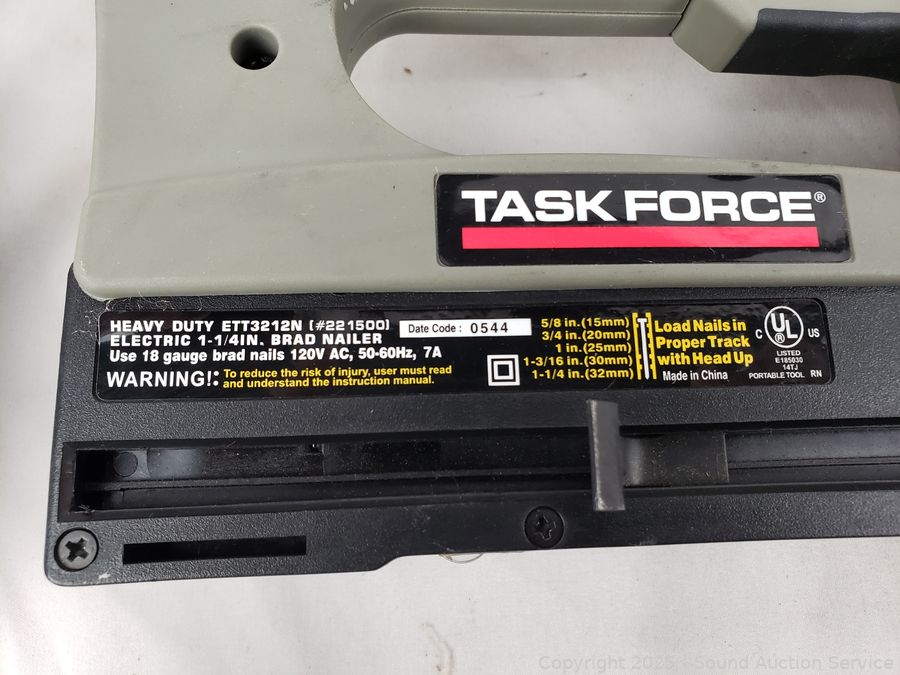 TASK FORCE®
HEAVY DUTY ETT3212N (#221500)
ELECTRIC 1-1/4IN. BRAD NAILER
Use 18 gauge brad nails 120V AC, 50-60Hz, 7A
WARNING!: To reduce the risk of injury, user must read
and understand the instruction manual.
Date Code: 0544
5/8 in.(15mm)
3/4 in.(20mm)
1 in.(25mm)
1-3/16 in.(30mm)
1-1/4 in.(32mm)
Load Nails in
Proper Track
with Head Up
Made in China
C UL® US
LISTED
E185030
14TJ
PORTABLE TOOL RN
Copyright 2025 - Sound Auction Service